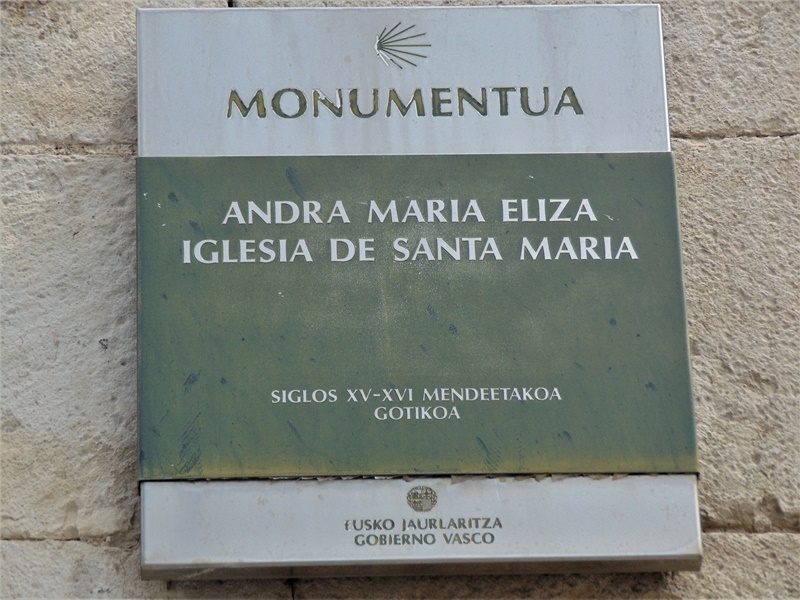 MONUMENTUA
ANDRA MARIA ELIZA
IGLESIA DE SANTA MARIA
SIGLOS XV-XVI MENDEETAKOA
GOTIKOA
EUSKO JAURLARITZA
GOBIERNO VASCO